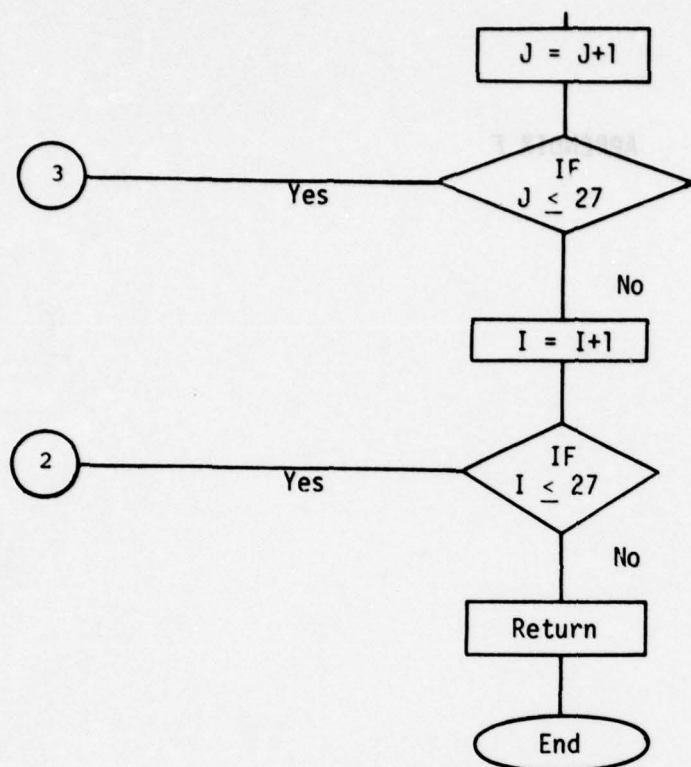 J = J+1
IF
J ≤ 27
3
Yes
No
I = I+1
IF
I ≤ 27
2
Yes
No
Return
End